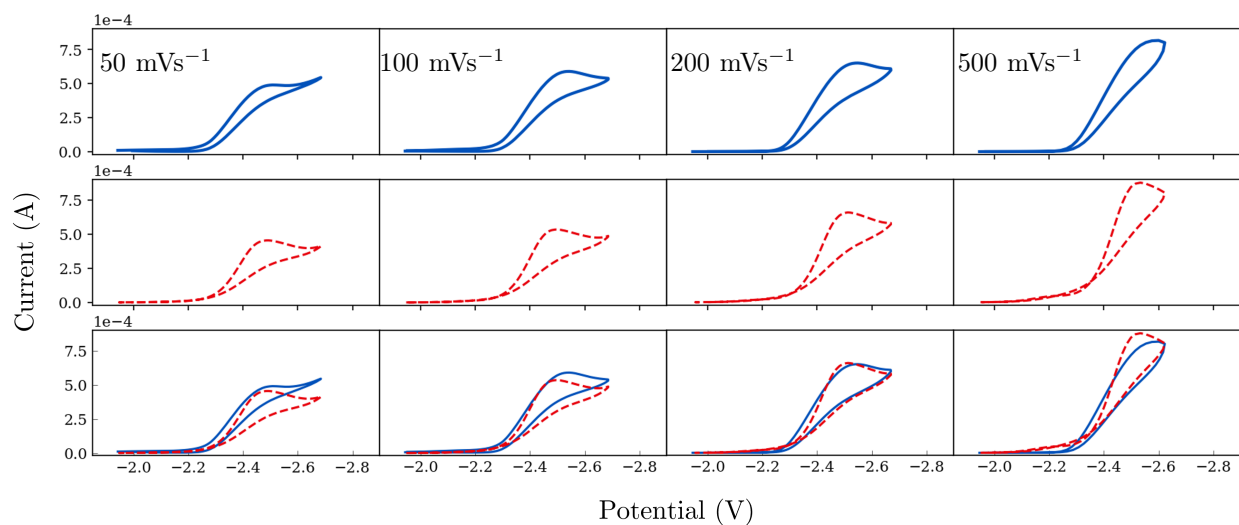 1e−4
7.5
5.0
2.5
0.0
50 mVs−1
100 mVs−1
200 mVs−1
500 mVs−1
1e−4
7.5
5.0
2.5
0.0
Current (A)
1e−4
7.5
5.0
2.5
0.0
−2.0 −2.2 −2.4 −2.6 −2.8 −2.0 −2.2 −2.4 −2.6 −2.8 −2.0 −2.2 −2.4 −2.6 −2.8 −2.0 −2.2 −2.4 −2.6 −2.8
Potential (V)